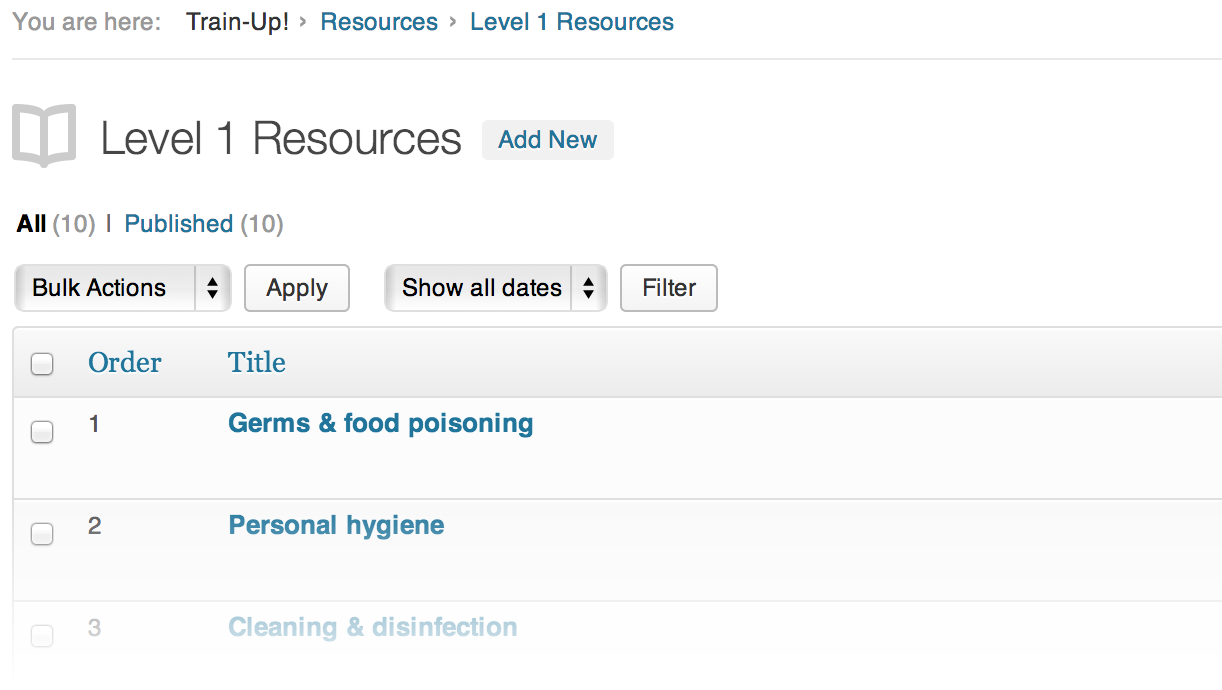 You are here: Train-Up! › Resources › Level 1 Resources
Level 1 Resources Add New
All (10) | Published (10)
Bulk Actions Apply Show all dates Filter
Order Title
1 Germs & food poisoning
2 Personal hygiene
3 Cleaning & disinfection